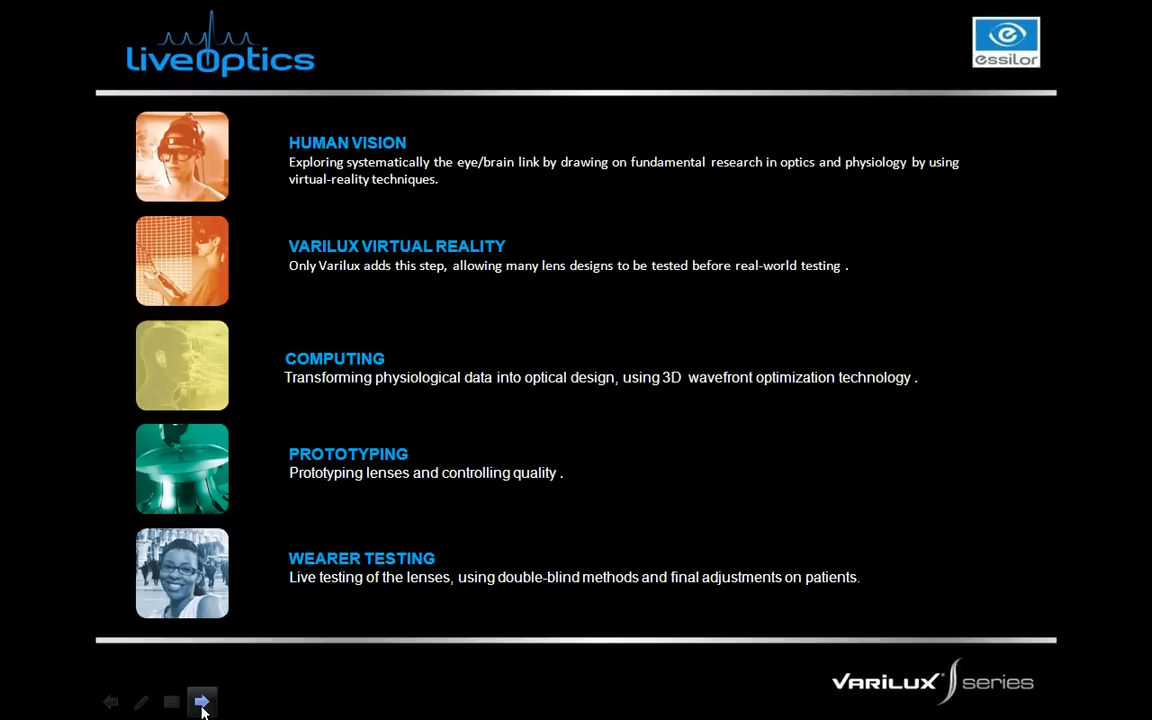 LiveOptics
essilor
HUMAN VISION
Exploring systematically the eye/brain link by drawing on fundamental research in optics and physiology by using
virtual-reality techniques.
VARILUX VIRTUAL REALITY
Only Varilux adds this step, allowing many lens designs to be tested before real-world testing .
COMPUTING
Transforming physiological data into optical design, using 3D wavefront optimization technology .
PROTOTYPING
Prototyping lenses and controlling quality .
WEARER TESTING
Live testing of the lenses, using double-blind methods and final adjustments on patients.
VARILUX® S series